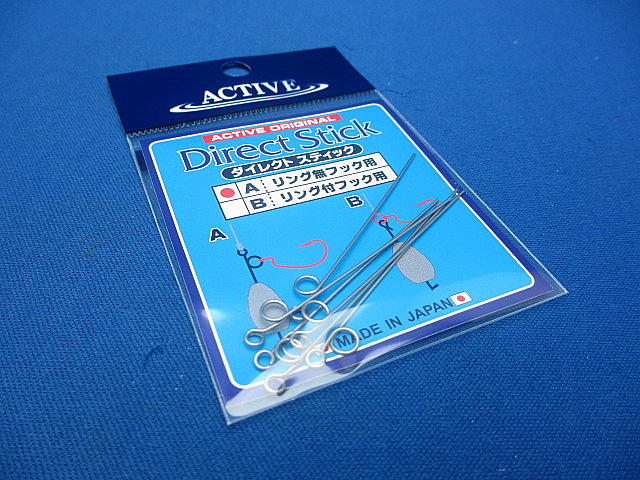 ACTIVE
ACTIVE ORIGINAL
Direct Stick
ダイレクト スティック
A リング無フック用
B リング付フック用
A
B
MADE IN JAPAN